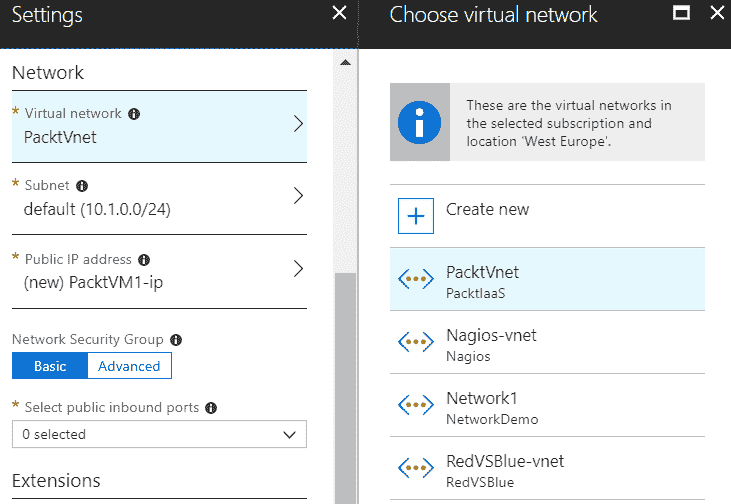 Settings
Network
* Virtual network
PacktVnet
* Subnet
default (10.1.0.0/24)
* Public IP address
(new) PacktVM1-ip
Network Security Group
Basic Advanced
* Select public inbound ports
0 selected
Extensions
Choose virtual network
These are the virtual networks in
the selected subscription and
location 'West Europe'.
Create new
PacktVnet
PacktIaaS
Nagios-vnet
Nagios
Network1
NetworkDemo
RedVSBlue-vnet
RedVSBlue